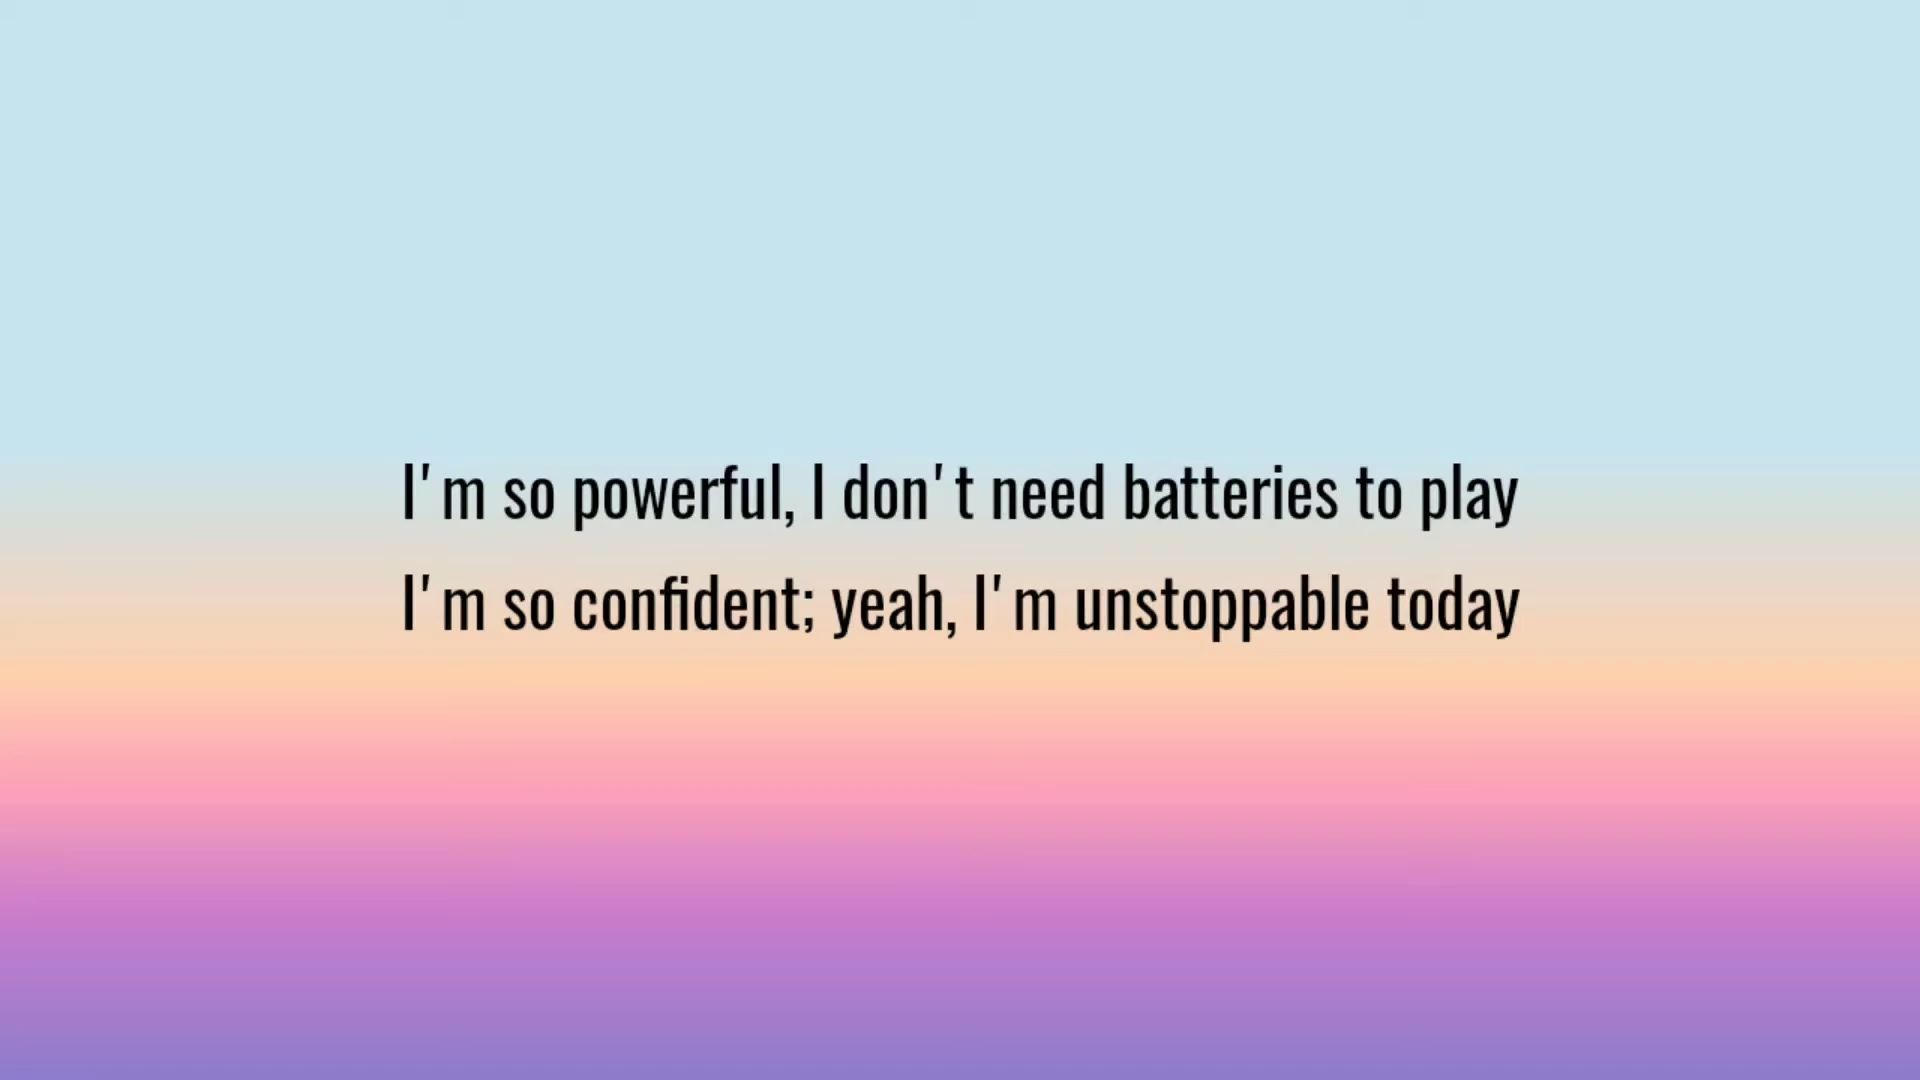 I'm so powerful, I don't need batteries to play
I'm so confident; yeah, I'm unstoppable today